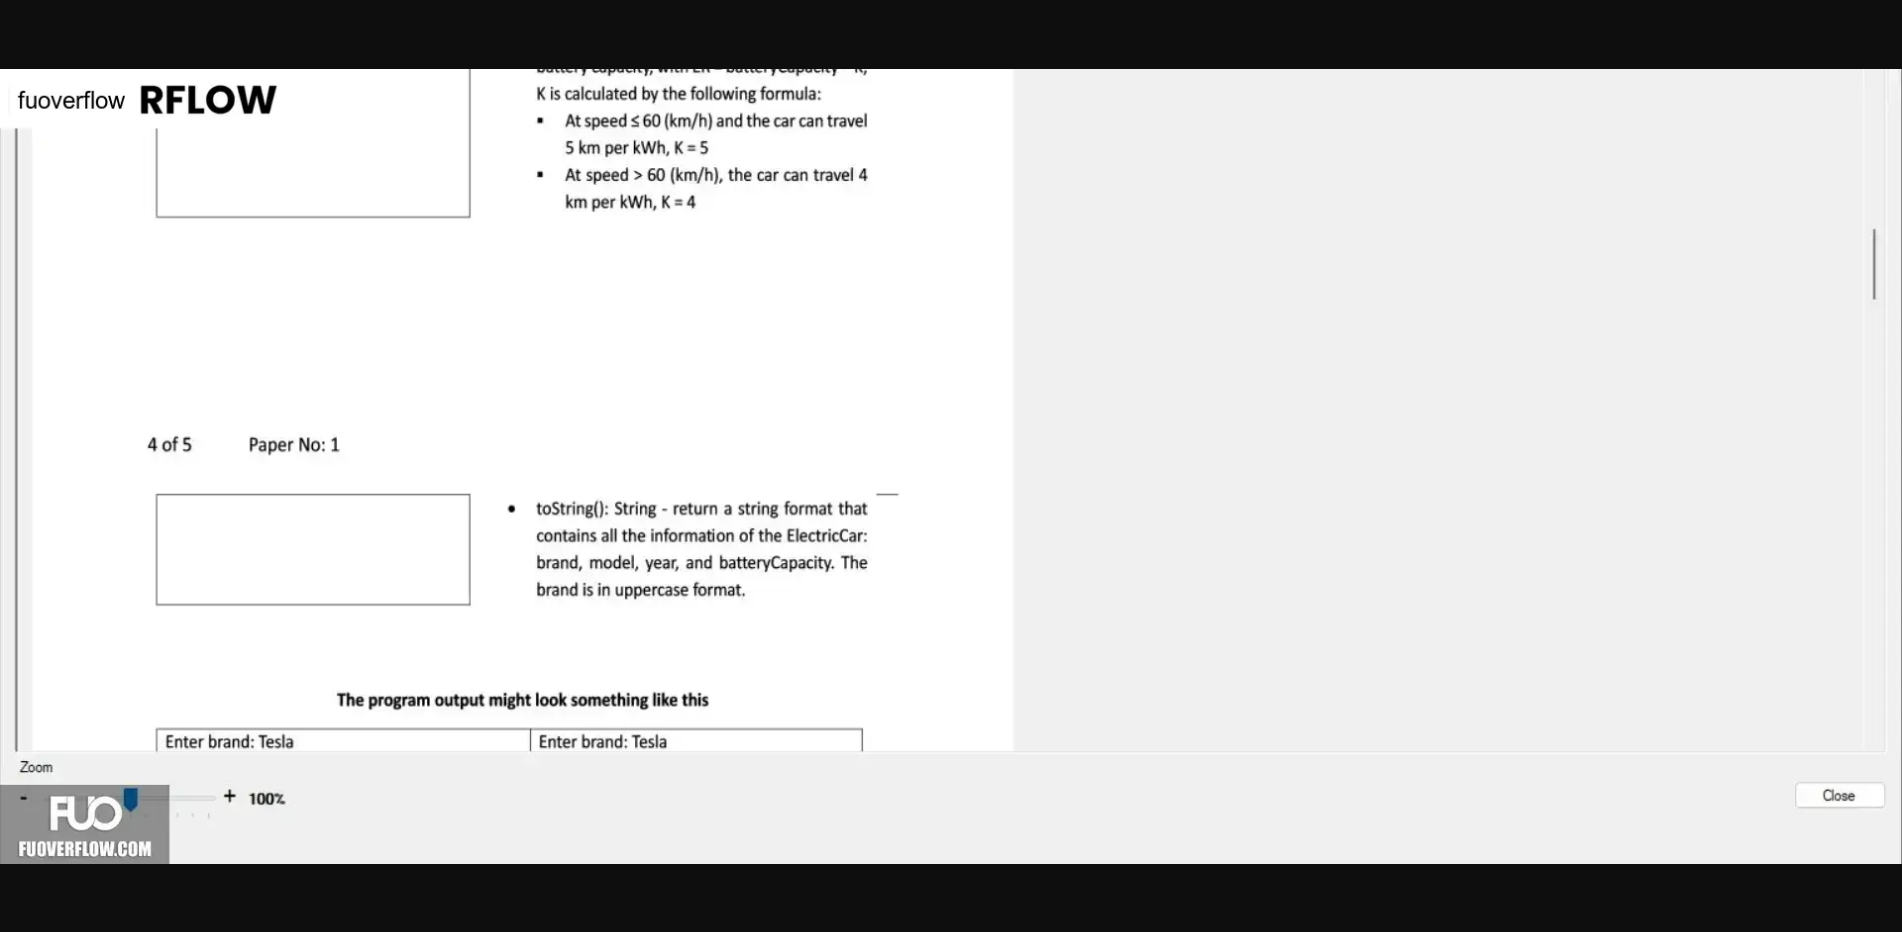 fuoverflow RFLOW
K is calculated by the following formula:
▪ At speed ≤ 60 (km/h) and the car can travel
5 km per kWh, K = 5
▪ At speed > 60 (km/h), the car can travel 4
km per kWh, K = 4
4 of 5 Paper No: 1
• toString(): String - return a string format that
contains all the information of the ElectricCar:
brand, model, year, and batteryCapacity. The
brand is in uppercase format.
The program output might look something like this
Enter brand: Tesla Enter brand: Tesla
Zoom
- + 100%
Close
FUO
FUOVERFLOW.COM